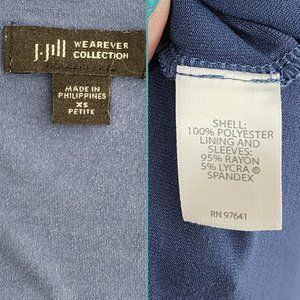 J.Jill WEAREVER
COLLECTION
MADE IN
PHILIPPINES
XS
PETITE
SHELL:
100% POLYESTER
LINING AND
SLEEVES:
95% RAYON
5% LYCRA ®
SPANDEX
RN 97641